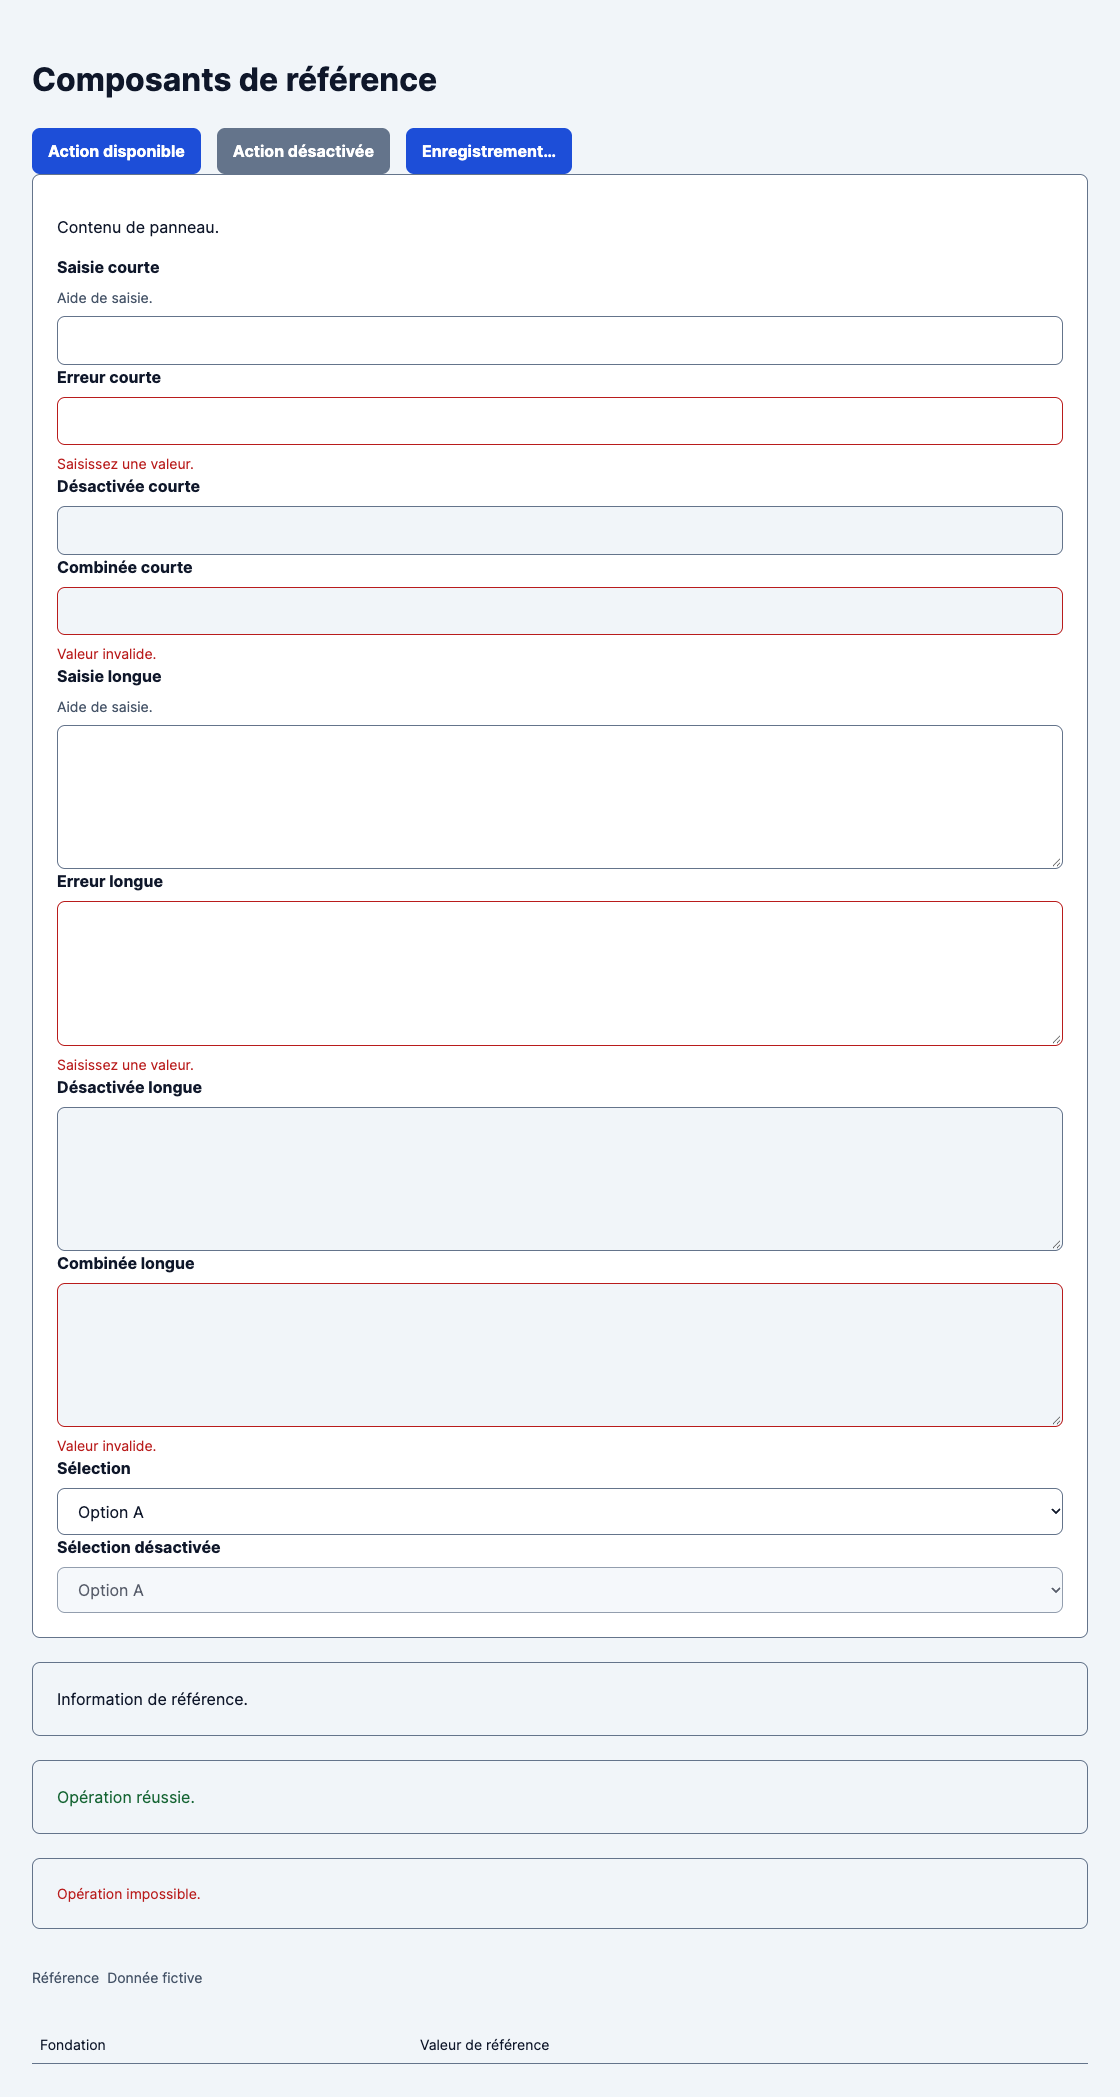 Composants de référence
Action disponible Action désactivée Enregistrement…
Contenu de panneau.
Saisie courte
Aide de saisie.
Erreur courte
Saisissez une valeur.
Désactivée courte
Combinée courte
Valeur invalide.
Saisie longue
Aide de saisie.
Erreur longue
Saisissez une valeur.
Désactivée longue
Combinée longue
Valeur invalide.
Sélection
Option A
Sélection désactivée
Option A
Information de référence.
Opération réussie.
Opération impossible.
Référence Donnée fictive
Fondation Valeur de référence